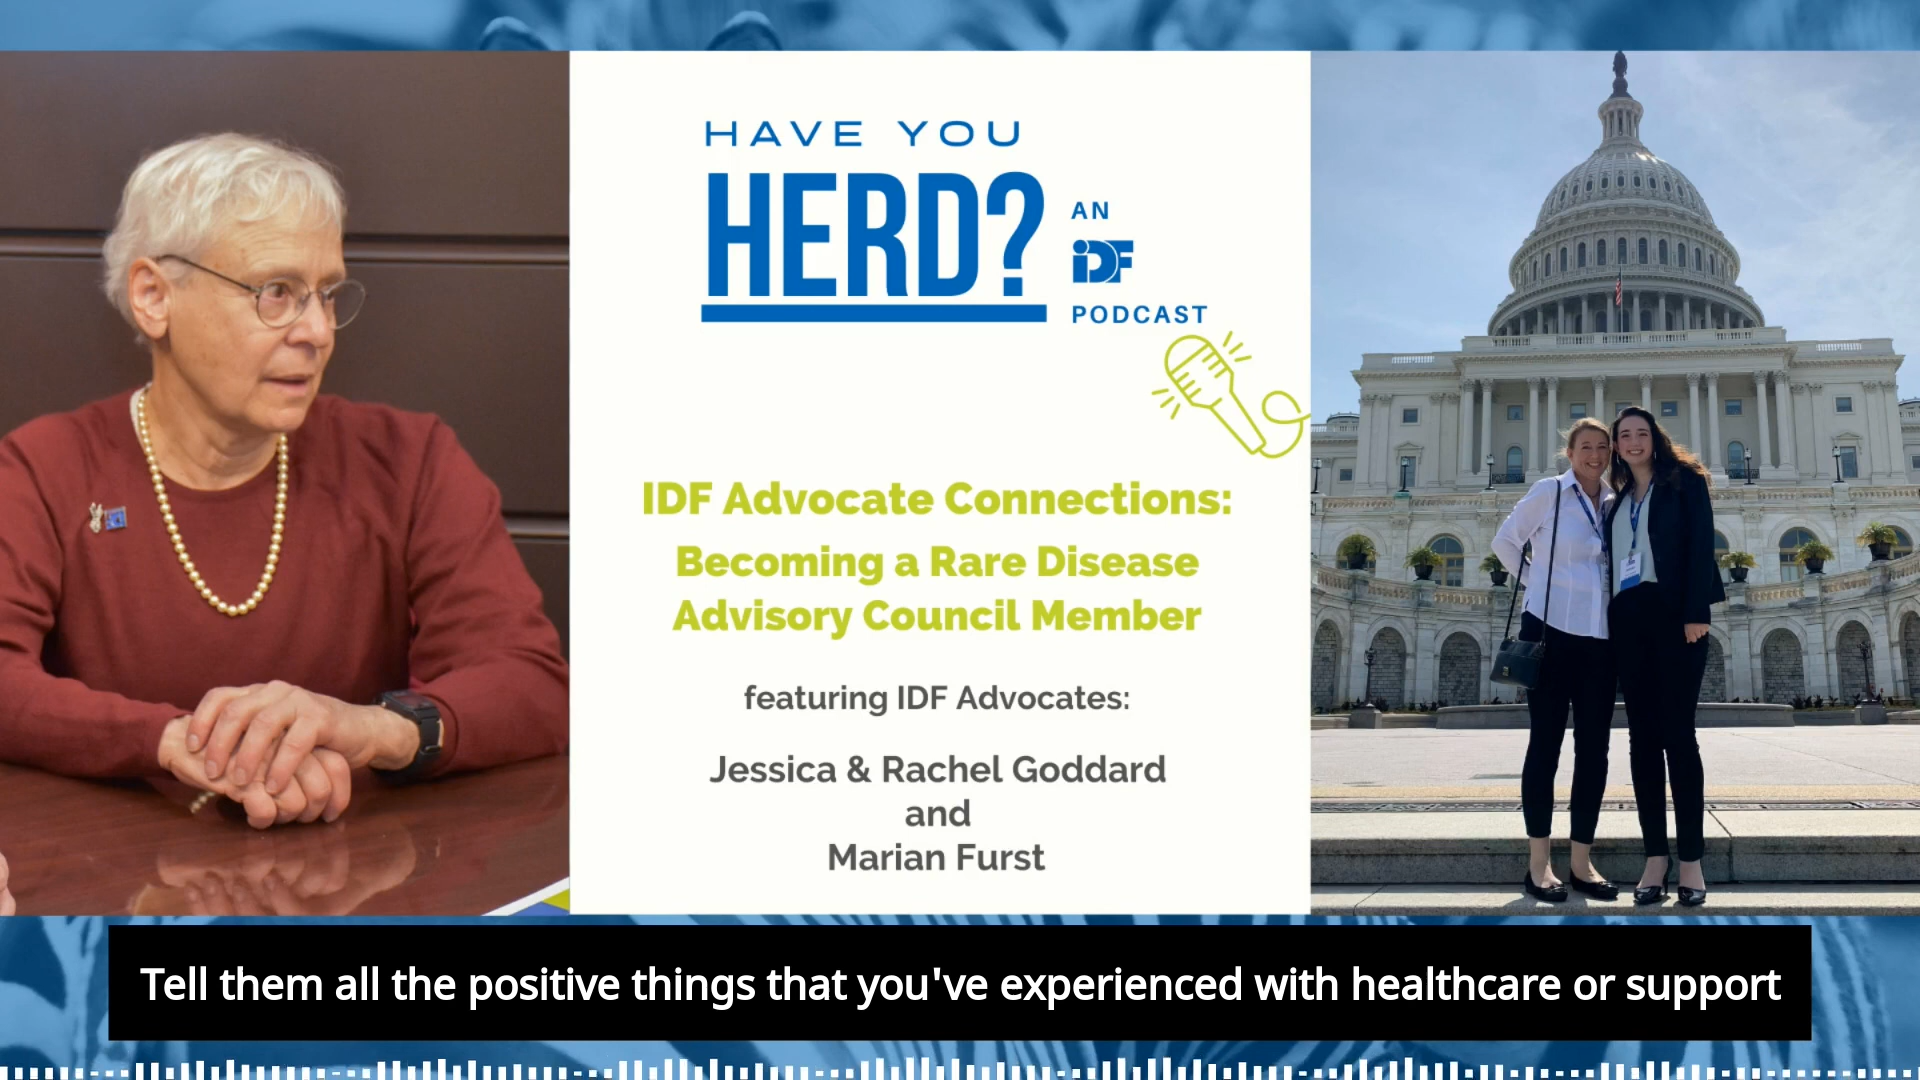 HAVE YOU
HERD?
AN
IDF
PODCAST
IDF Advocate Connections:
Becoming a Rare Disease
Advisory Council Member
featuring IDF Advocates:
Jessica & Rachel Goddard
and
Marian Furst
Tell them all the positive things that you've experienced with healthcare or support